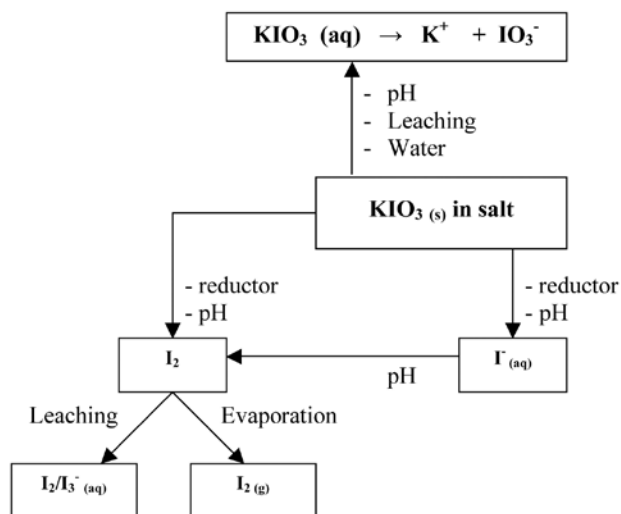 KIO₃ (aq) → K⁺ + IO₃⁻
- pH
- Leaching
- Water
KIO₃ (s) in salt
- reductor
- pH
- reductor
- pH
I₂
pH
I⁻ (aq)
Leaching
Evaporation
I₂/I₃⁻ (aq)
I₂ (g)